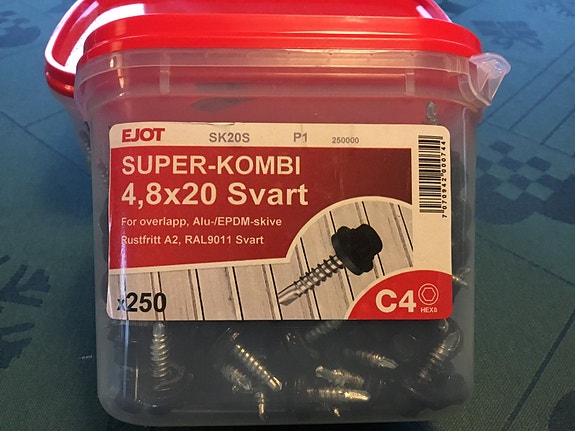 EJOT SK20S P1 250000
SUPER-KOMBI
4,8x20 Svart
For overlapp, Alu-/EPDM-skive
Rustfritt A2, RAL9011 Svart
x250
C4
HEX8
7070942000744